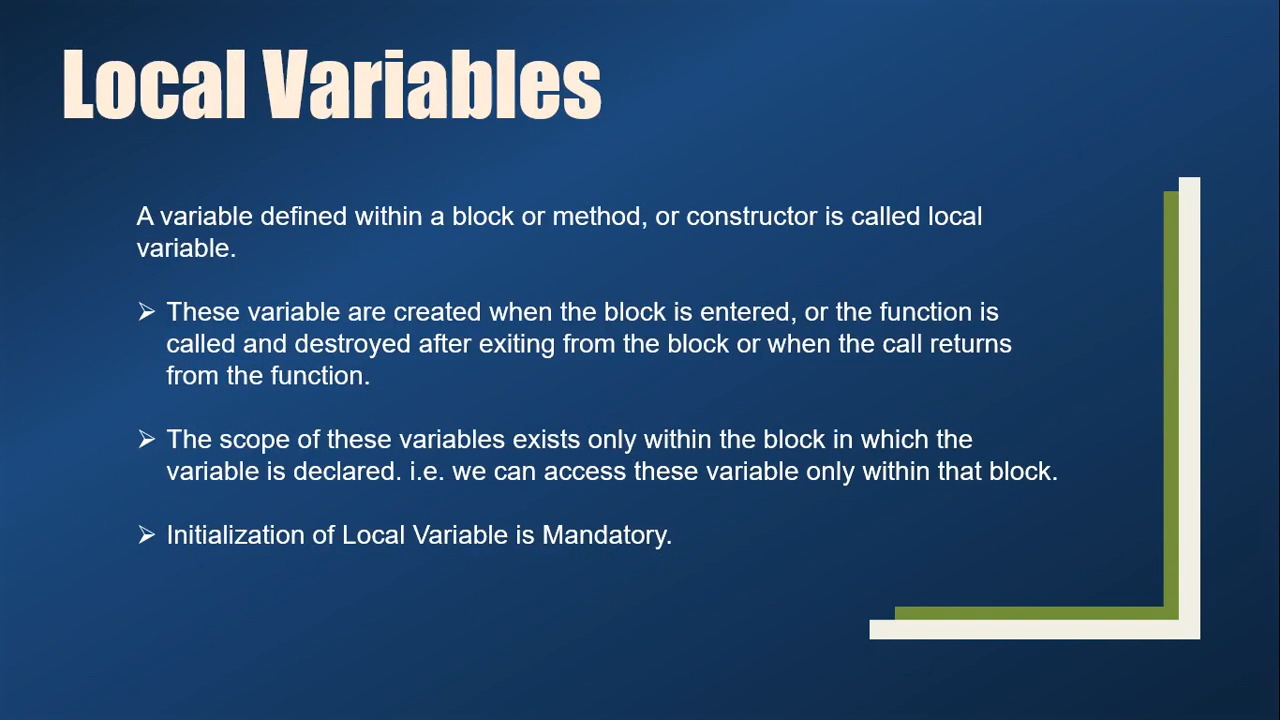 Local Variables
A variable defined within a block or method, or constructor is called local
variable.
➢ These variable are created when the block is entered, or the function is
called and destroyed after exiting from the block or when the call returns
from the function.
➢ The scope of these variables exists only within the block in which the
variable is declared. i.e. we can access these variable only within that block.
➢ Initialization of Local Variable is Mandatory.